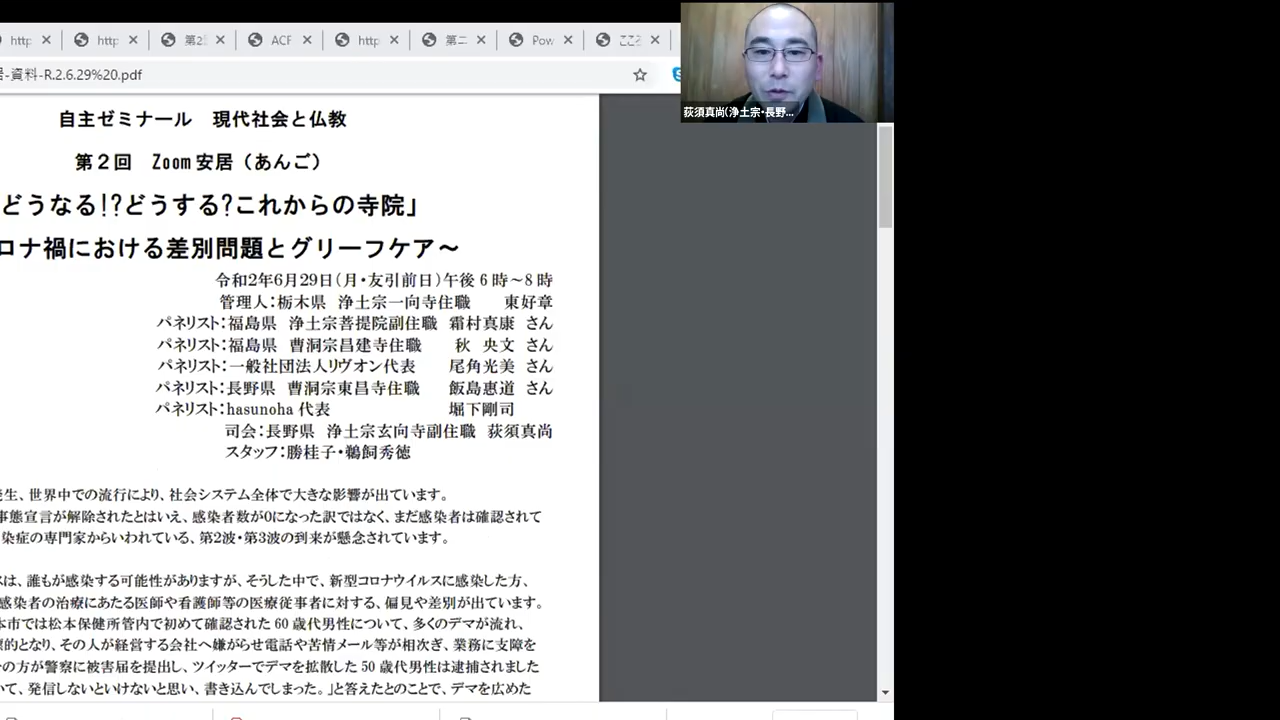 http
http
第2
ACF
http
第二
Pow
こころ
-資料-R.2.6.29%20.pdf
荻須真尚(浄土宗・長野...
自主ゼミナール 現代社会と仏教
第２回 Zoom安居（あんご）
どうなる!?どうする?これからの寺院」
ロナ禍における差別問題とグリーフケア～
令和2年6月29日(月・友引前日)午後６時～８時
管理人：栃木県 浄土宗一向寺住職 東好章
パネリスト：福島県 浄土宗菩提院副住職 霜村真康 さん
パネリスト：福島県 曹洞宗昌建寺住職 秋 央文 さん
パネリスト：一般社団法人リヴオン代表 尾角光美 さん
パネリスト：長野県 曹洞宗東昌寺住職 飯島惠道 さん
パネリスト：hasunoha代表 堀下剛司
司会：長野県 浄土宗玄向寺副住職 荻須真尚
スタッフ：勝桂子・鵜飼秀徳
生、世界中での流行により、社会システム全体で大きな影響が出ています。
事態宣言が解除されたとはいえ、感染者数が0になった訳ではなく、まだ感染者は確認されて
染症の専門家からいわれている、第2波・第3波の到来が懸念されています。
は、誰もが感染する可能性がありますが、そうした中で、新型コロナウイルスに感染した方、
感染者の治療にあたる医師や看護師等の医療従事者に対する、偏見や差別が出ています。
本市では松本保健所管内で初めて確認された60歳代男性について、多くのデマが流れ、
的となり、その人が経営する会社へ嫌がらせ電話や苦情メール等が相次ぎ、業務に支障を
の方が警察に被害届を提出し、ツイッターでデマを拡散した50歳代男性は逮捕されました
いて、発信しないといけないと思い、書き込んでしまった。」と答えたとのことで、デマを広めた